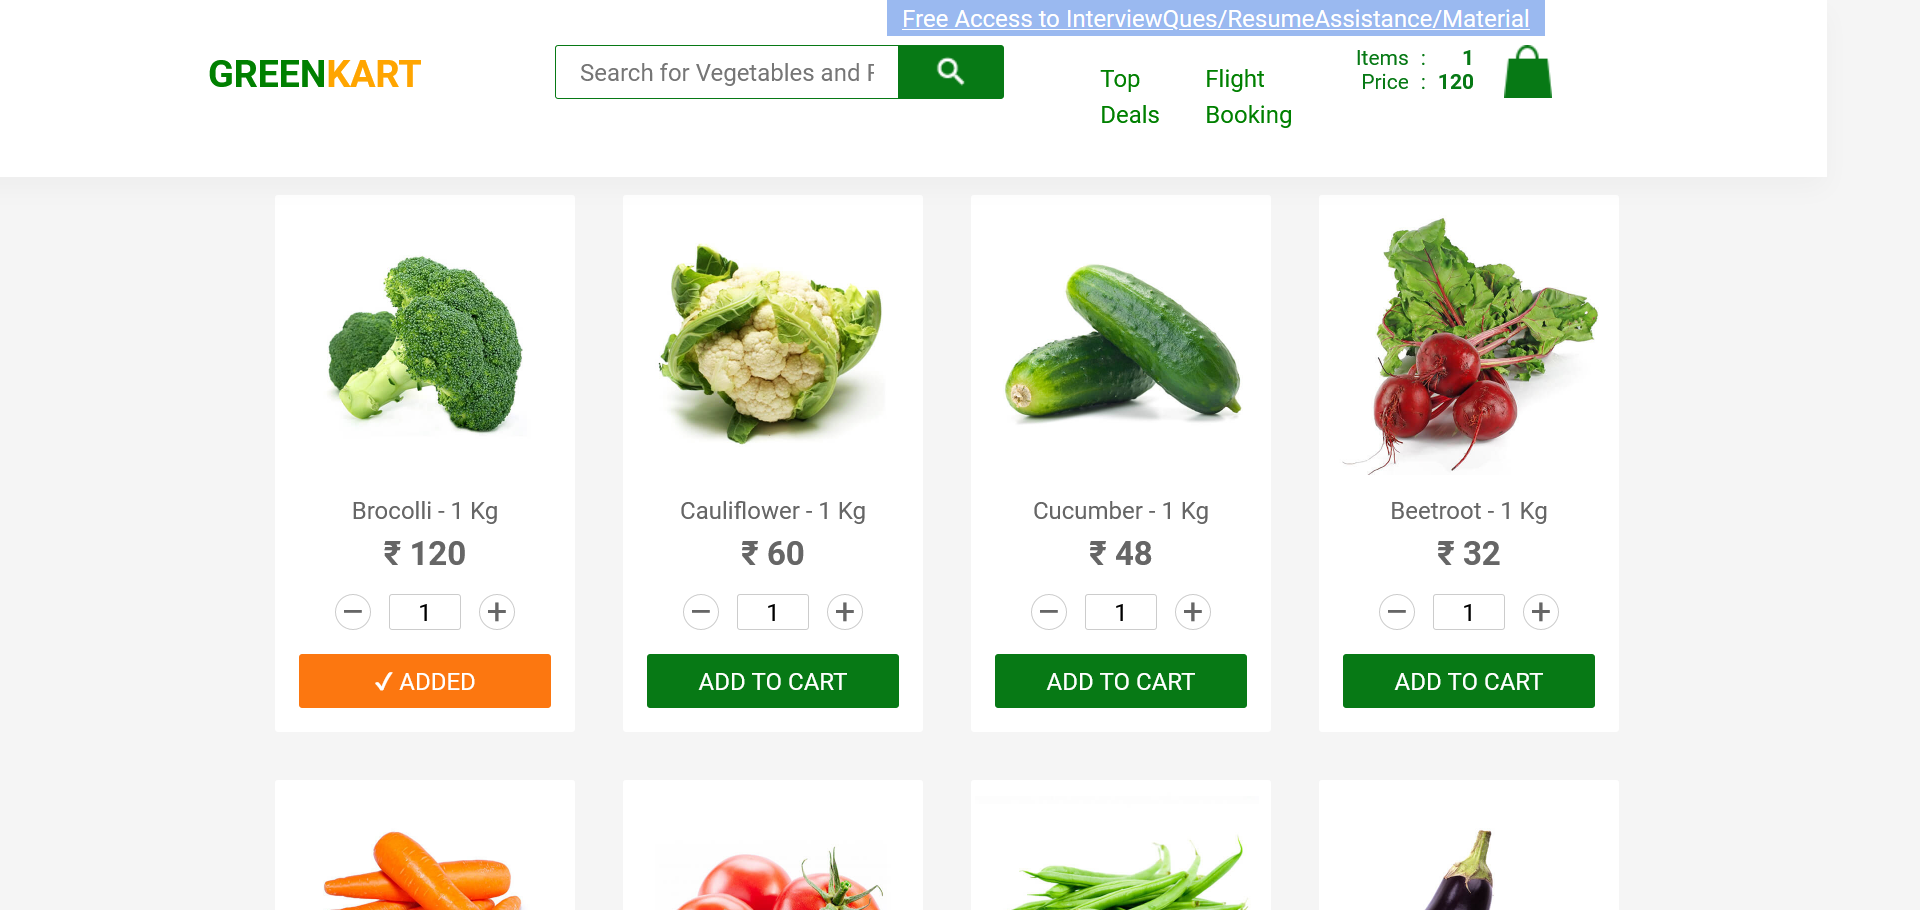 Free Access to InterviewQues/ResumeAssistance/Material
GREENKART
Search for Vegetables and F
Top
Deals
Flight
Booking
Items : 1
Price : 120
Brocolli - 1 Kg
₹ 120
1
✓ ADDED
Cauliflower - 1 Kg
₹ 60
1
ADD TO CART
Cucumber - 1 Kg
₹ 48
1
ADD TO CART
Beetroot - 1 Kg
₹ 32
1
ADD TO CART